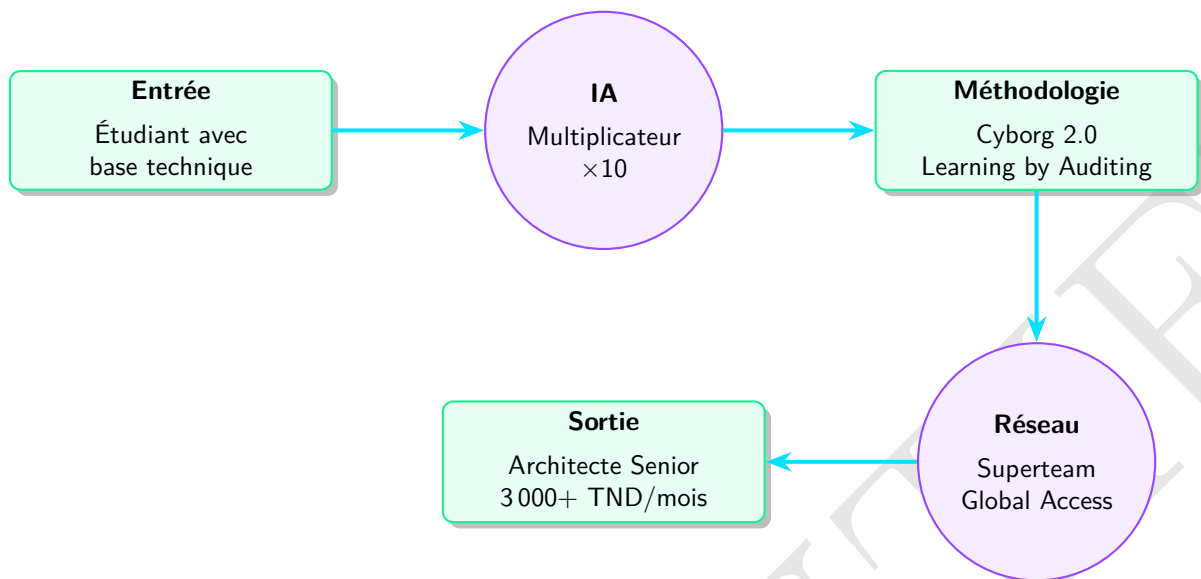 Entrée
Étudiant avec
base technique
IA
Multiplicateur
×10
Méthodologie
Cyborg 2.0
Learning by Auditing
Réseau
Superteam
Global Access
Sortie
Architecte Senior
3 000+ TND/mois